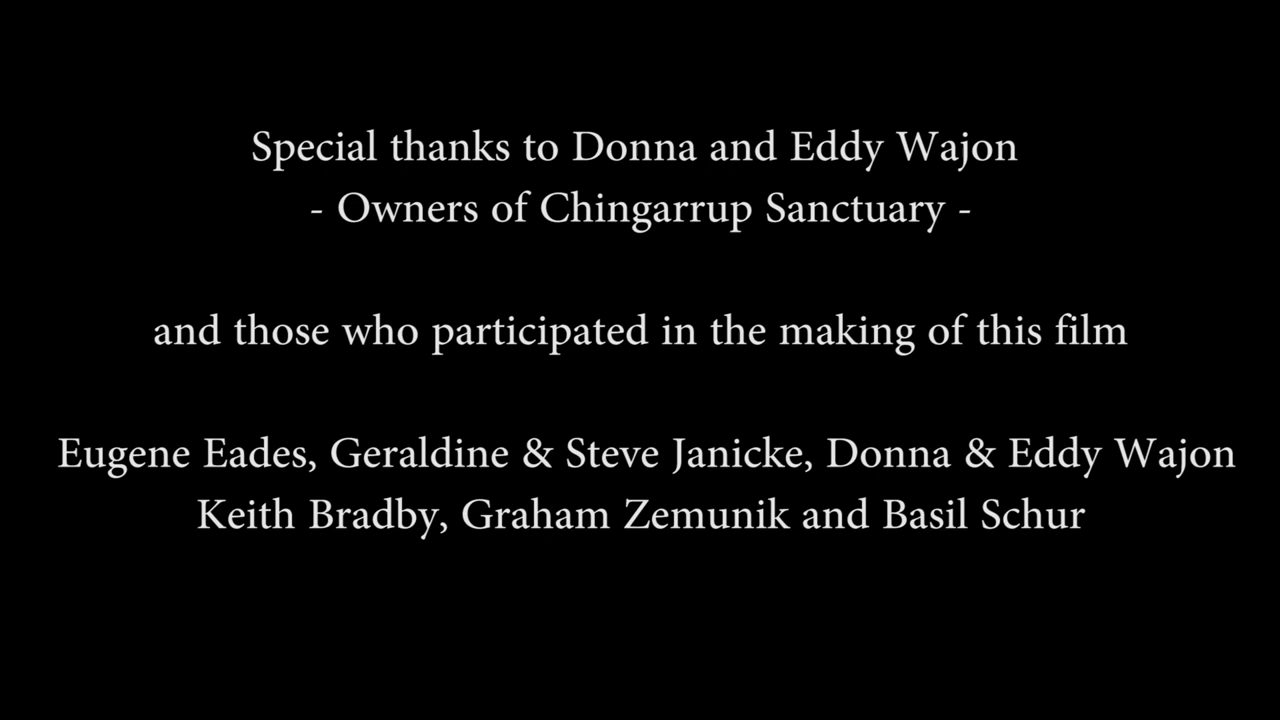 Special thanks to Donna and Eddy Wajon
- Owners of Chingarrup Sanctuary -
and those who participated in the making of this film
Eugene Eades, Geraldine & Steve Janicke, Donna & Eddy Wajon
Keith Bradby, Graham Zemunik and Basil Schur